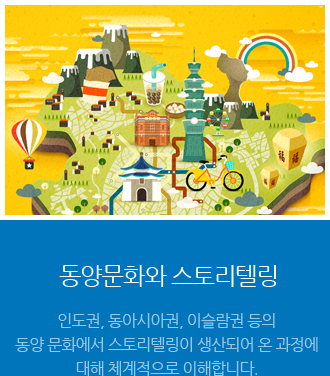 동양문화와 스토리텔링
인도권, 동아시아권, 이슬람권 등의
동양 문화에서 스토리텔링이 생산되어 온 과정에
대해 체계적으로 이해합니다.